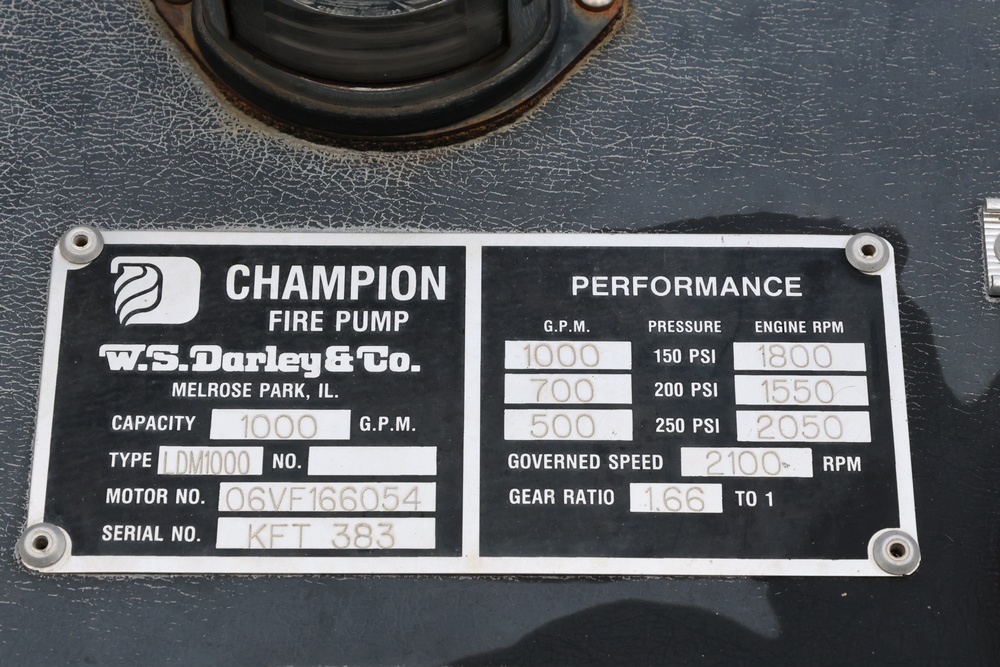 CHAMPION
FIRE PUMP
W.S. Darley & Co.
MELROSE PARK, IL.
CAPACITY 1000 G.P.M.
TYPE LDM1000 NO.
MOTOR NO. 06VF166054
SERIAL NO. KFT 383
PERFORMANCE
G.P.M. PRESSURE ENGINE RPM
1000 150 PSI 1800
700 200 PSI 1550
500 250 PSI 2050
GOVERNED SPEED 2100 RPM
GEAR RATIO 1.66 TO 1